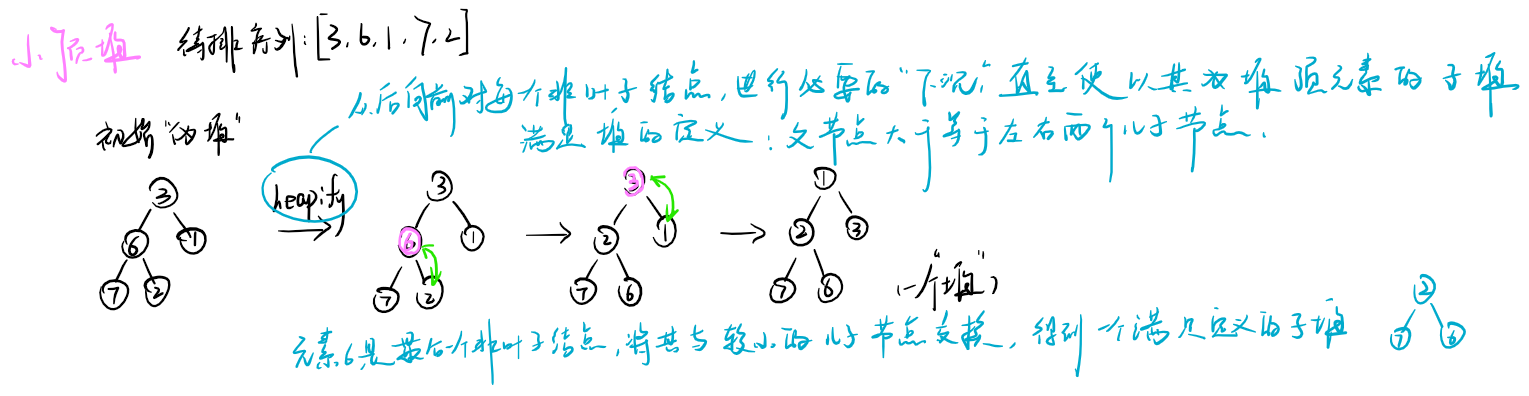 小顶堆 待排序列:[3,6,1,7,2]
从后向前对每个非叶子结点,进行必要的"下沉",直至使以其为堆顶元素的子堆
满足堆的定义:父节点大于等于左右两个儿子节点.
初始"伪堆"
heapify
3 3 3 1
6 1 6 1 2 1 2 3
7 2 7 2 7 6 7 6
(一个"堆")
元素6是最后个非叶子结点,将其与较小的儿子节点交换,得到一个满足定义的子堆
2
7 6